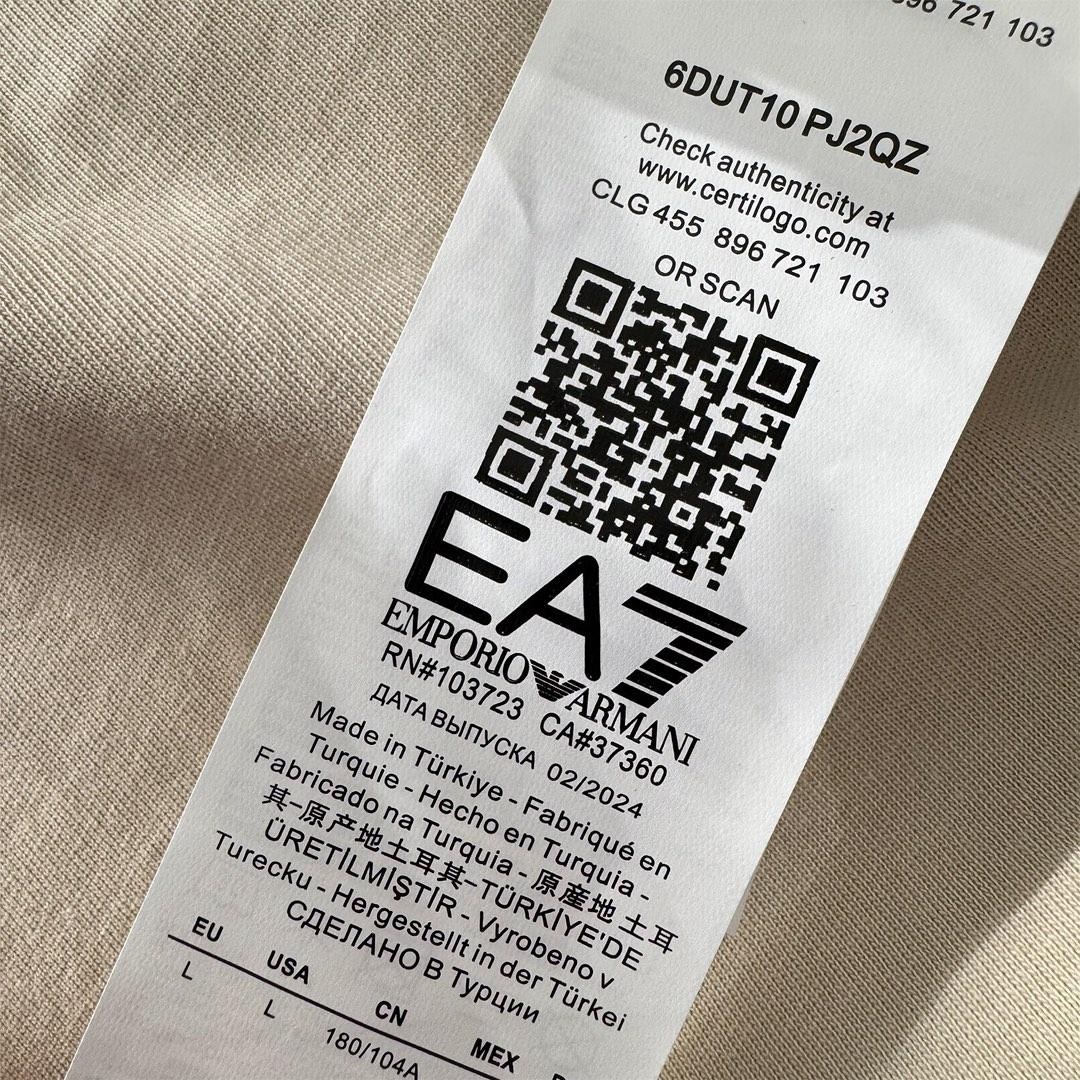 896 721 103
6DUT10 PJ2QZ
Check authenticity at
www.certilogo.com
CLG 455 896 721 103
OR SCAN
EA7
EMPORIO ARMANI
RN#103723 CA#37360
ДАТА ВЫПУСКА 02/2024
Made in Türkiye - Fabriqué en
Turquie - Hecho en Turquia -
Fabricado na Turquia - 原產地 土耳
其-原产地土耳其-TÜRKİYE'DE
ÜRETİLMİŞTİR - Vyrobeno v
Turecku - Hergestellt in der Türkei
СДЕЛАНО В Турции
EU USA CN MEX
L L 180/104A